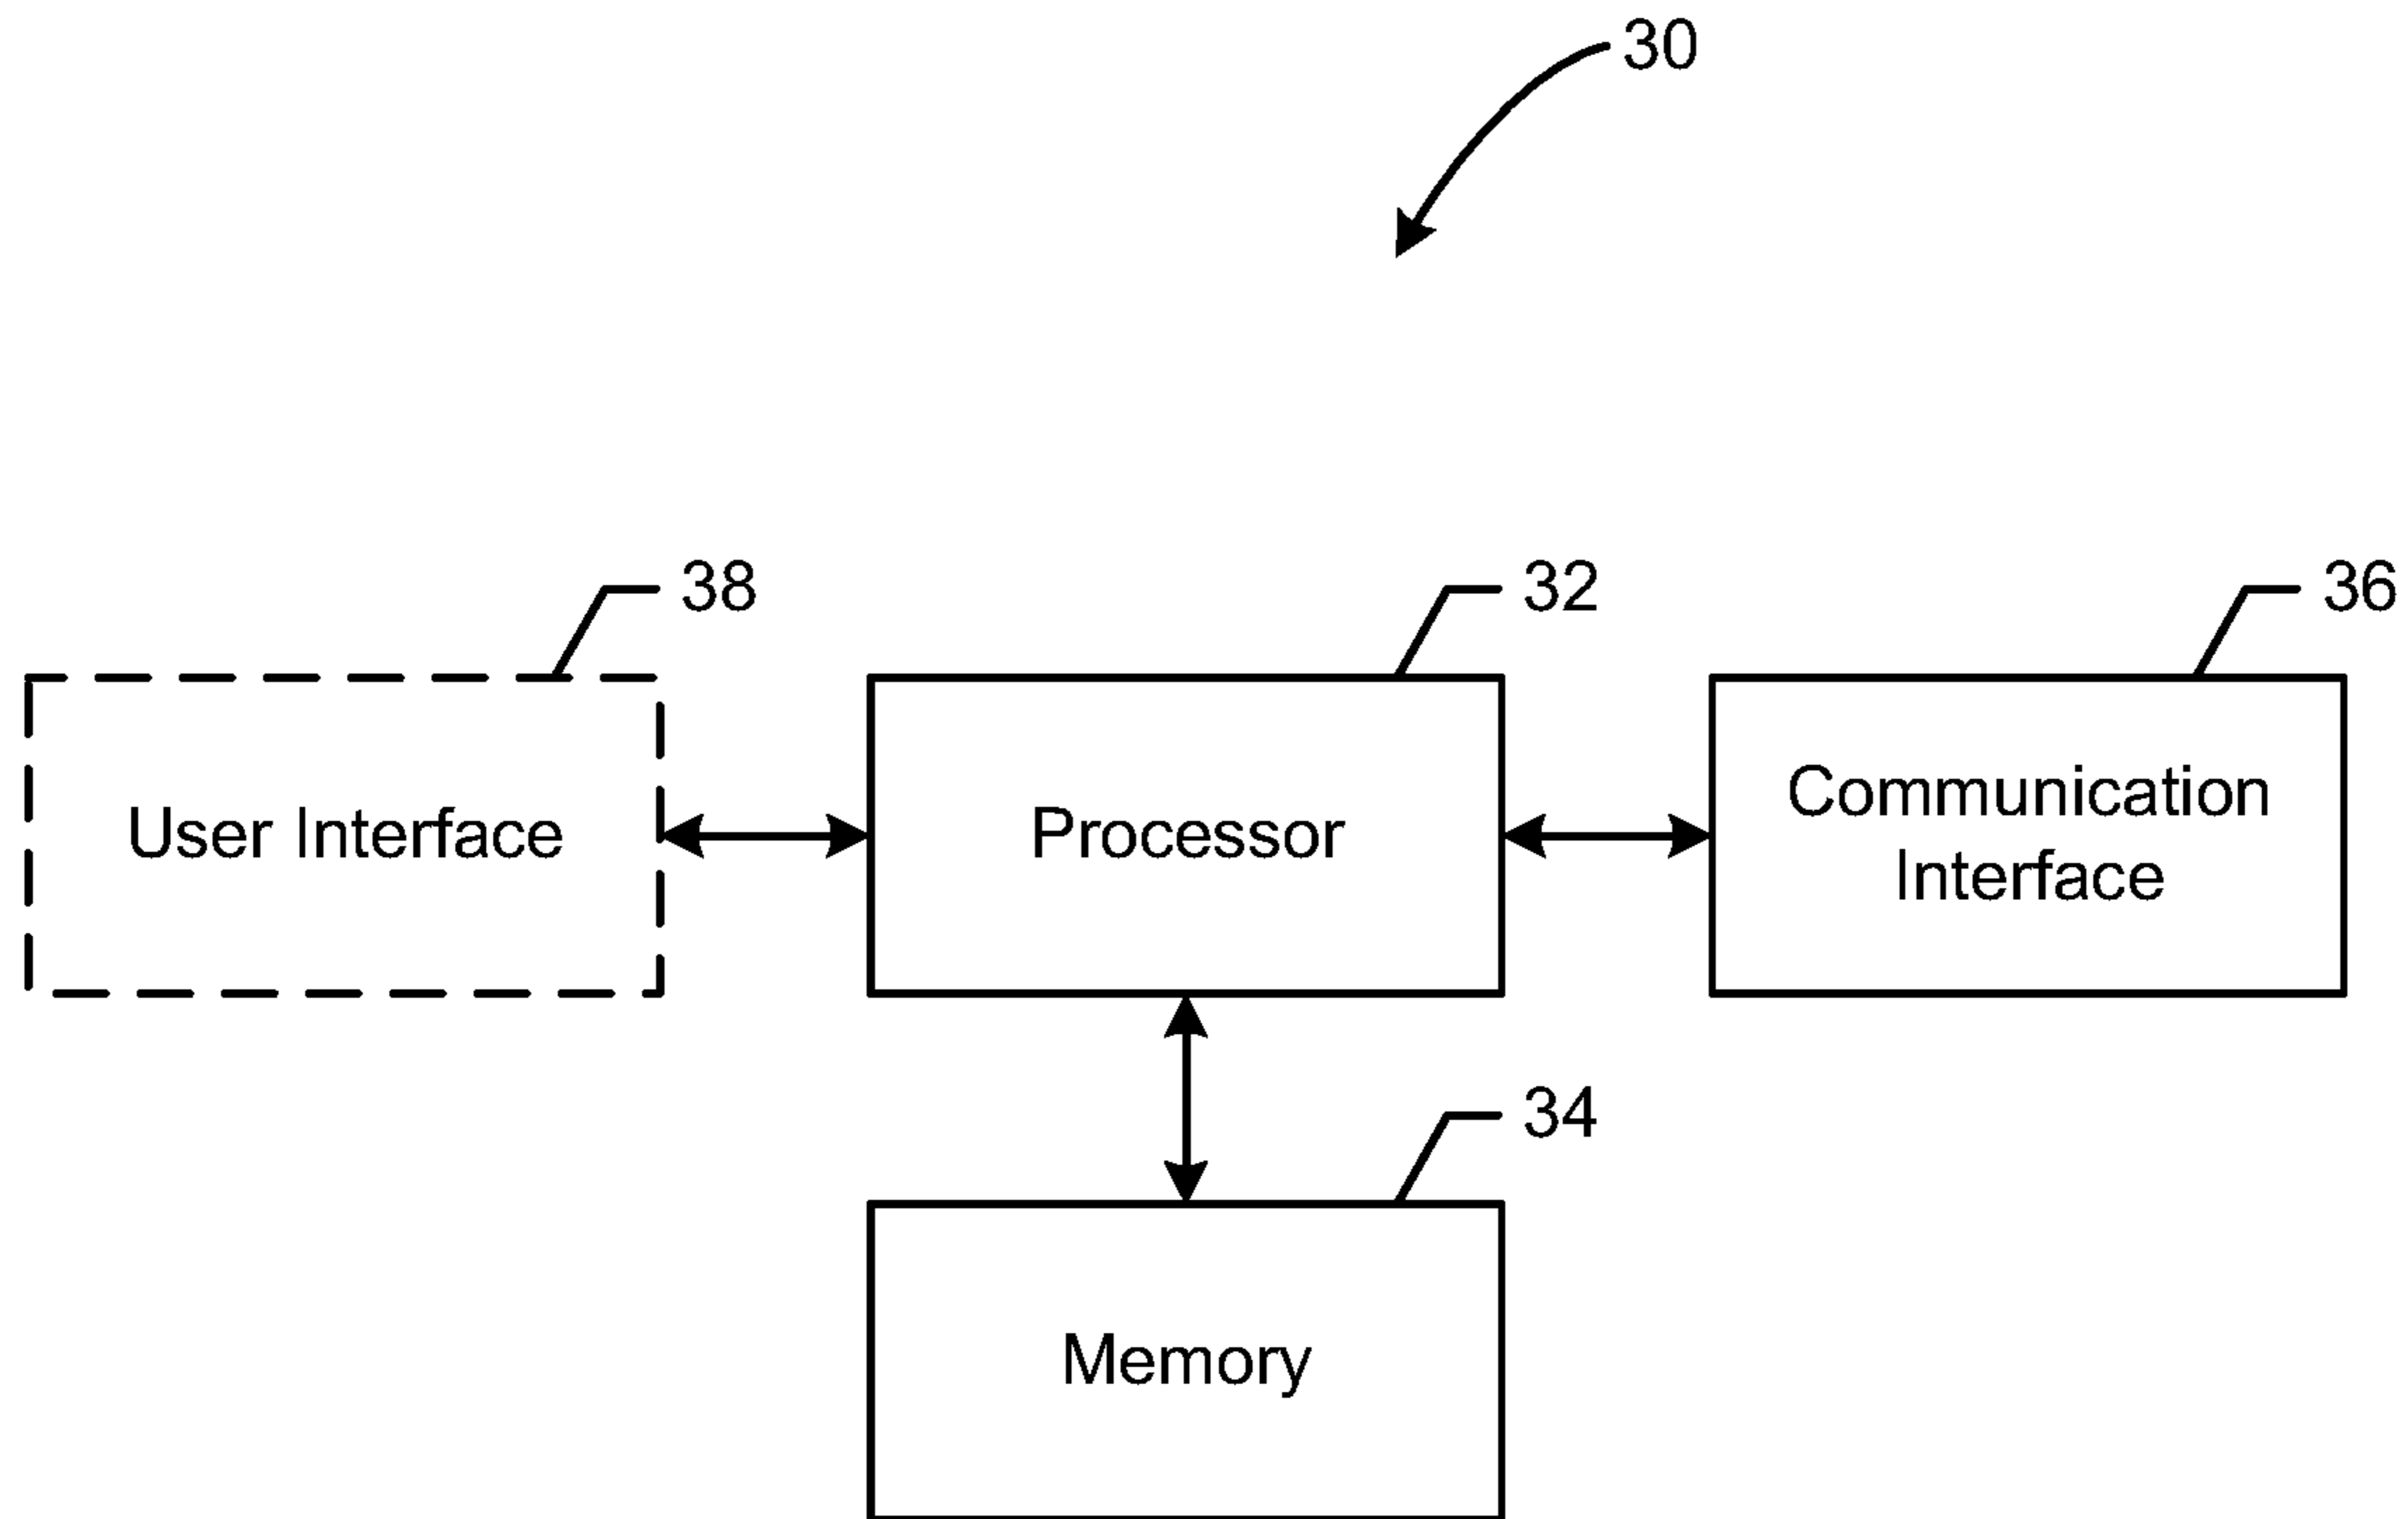 30
38
32
36
User Interface
Processor
Communication
Interface
34
Memory